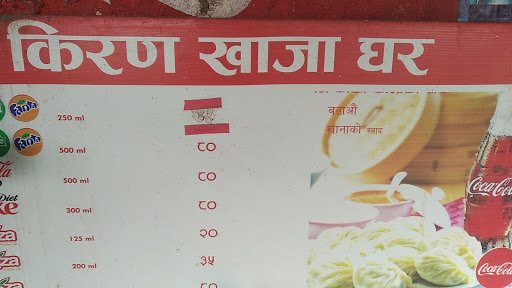 किरण खाजा घर
Fanta 250 ml
बढाऔं
खानाको स्वाद
Fanta 500 ml ८०
500 ml ८०
Diet 300 ml ८०
125 ml २०
200 ml ३५
८०
Coca-Cola
Coca-Cola